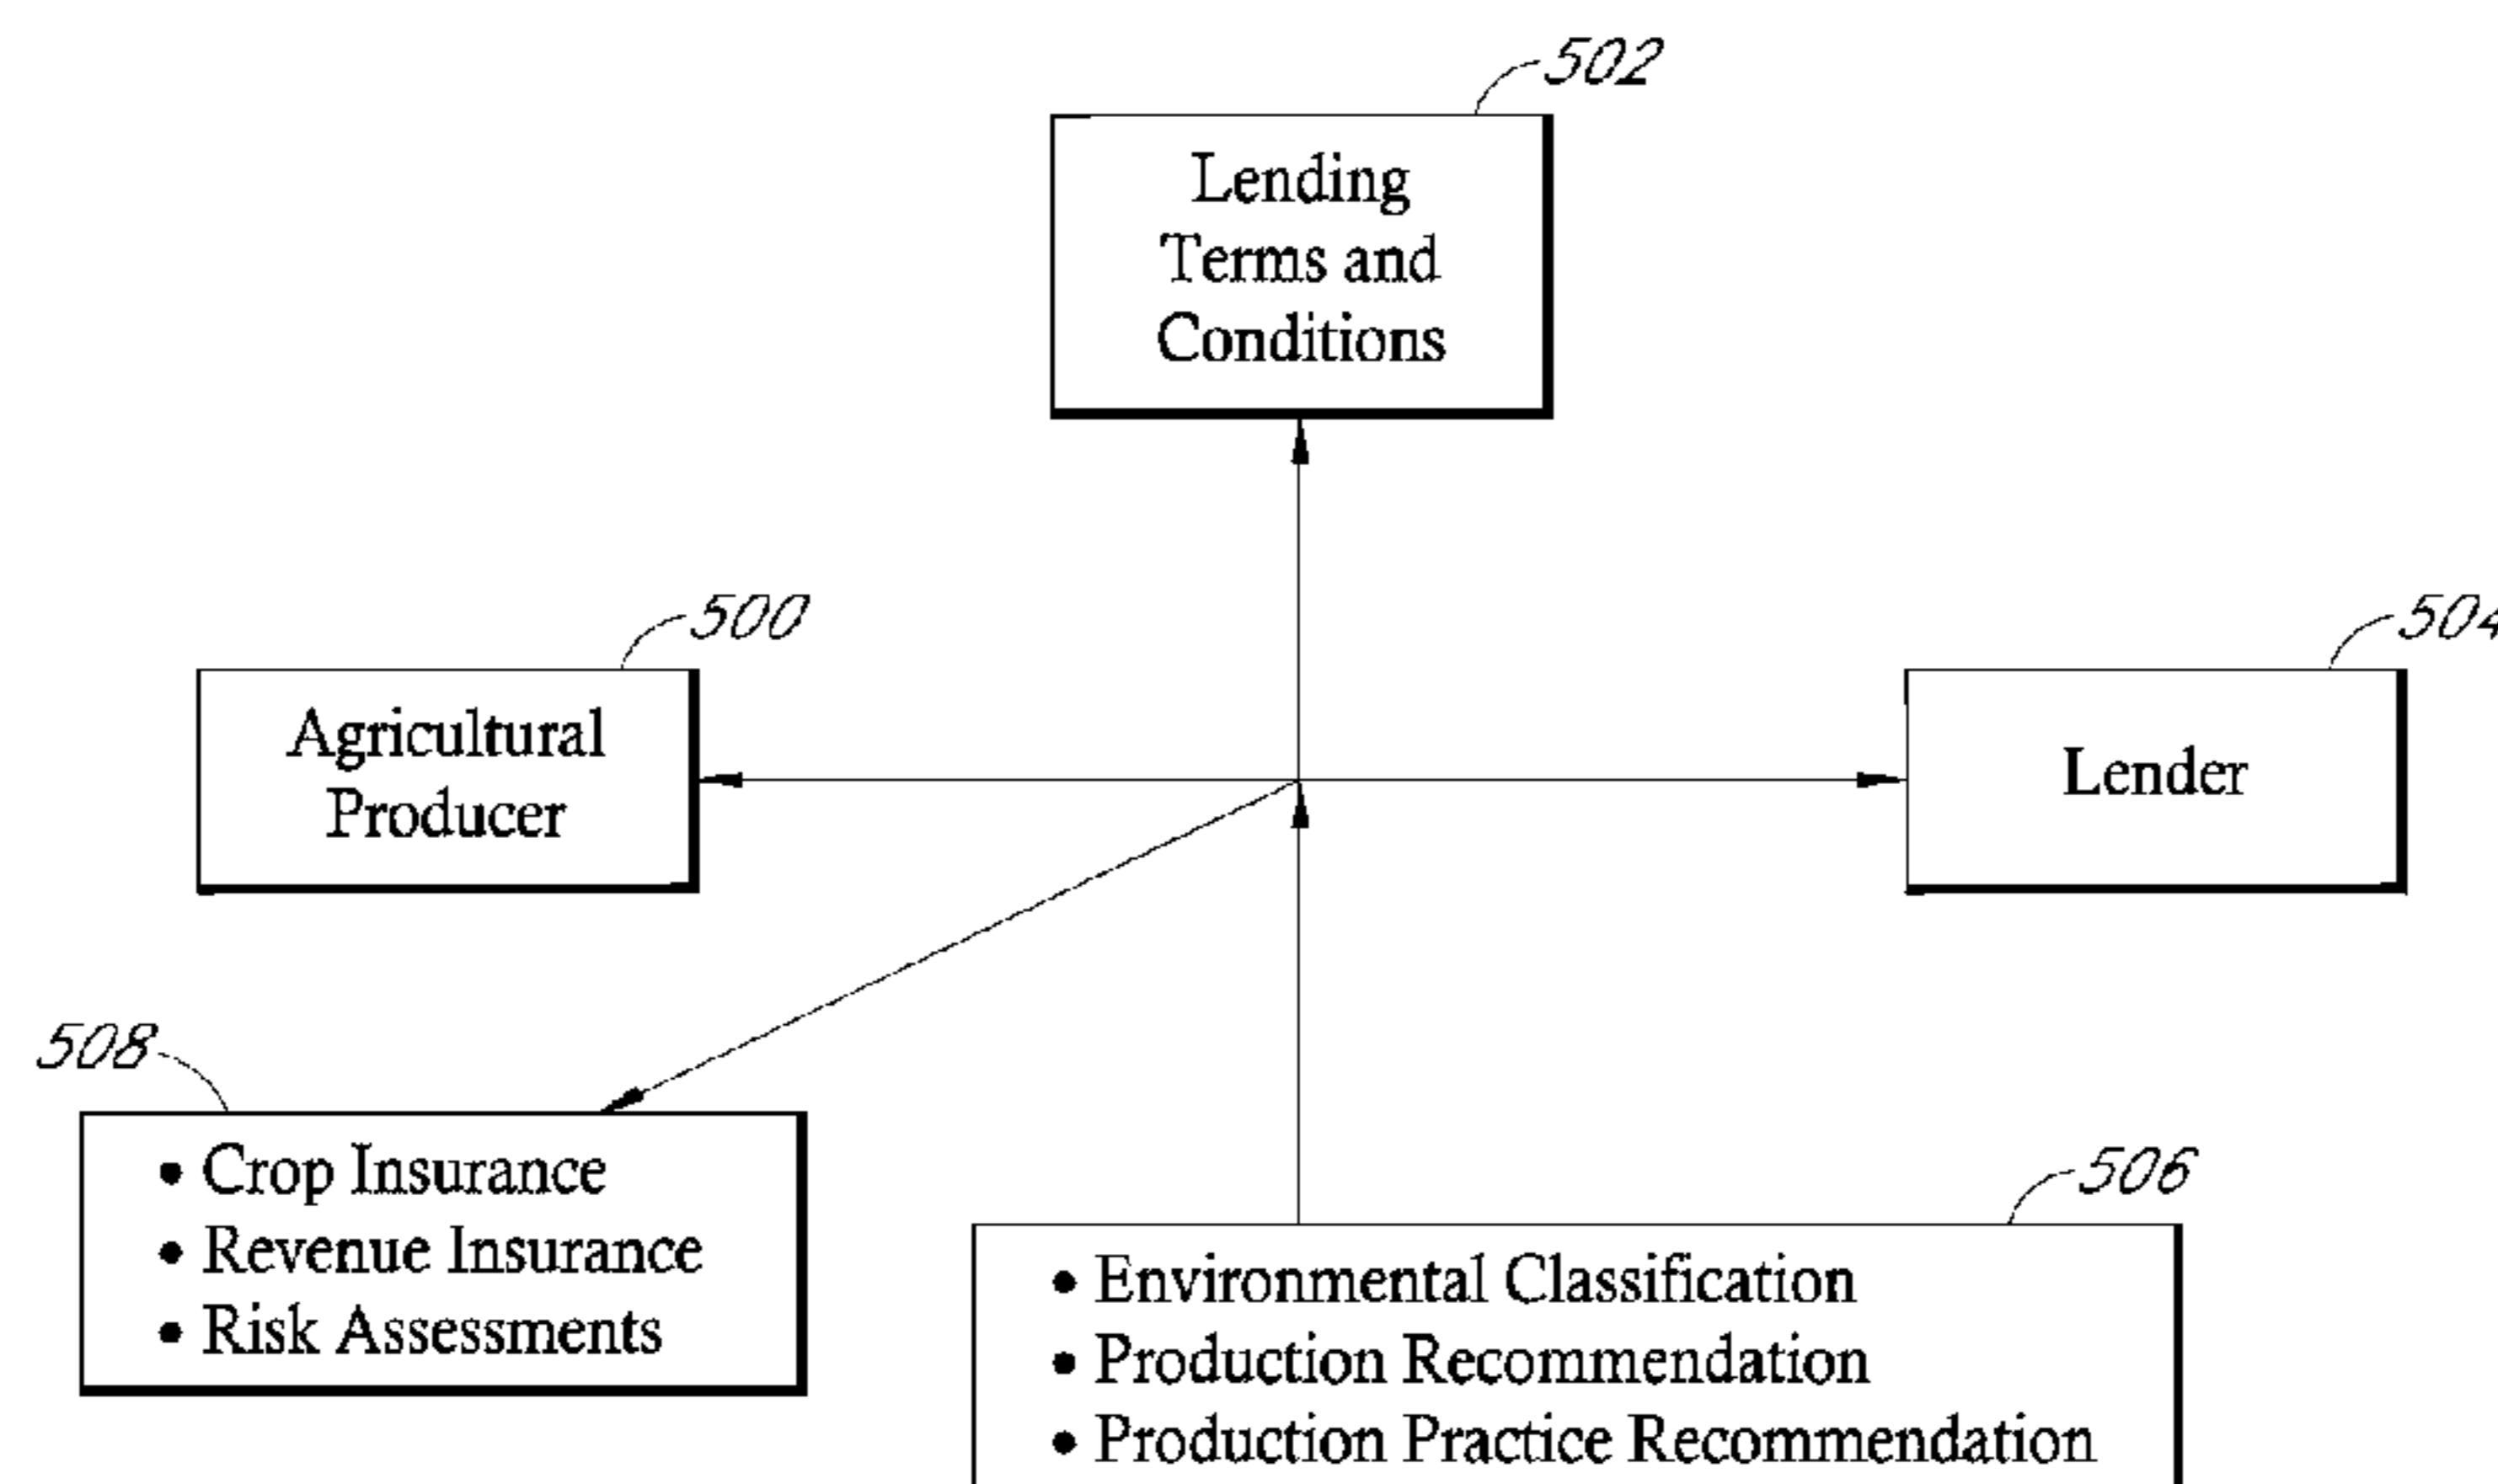 502
Lending
Terms and
Conditions
500
504
Agricultural
Producer
Lender
508
• Crop Insurance
• Revenue Insurance
• Risk Assessments
506
• Environmental Classification
• Production Recommendation
• Production Practice Recommendation